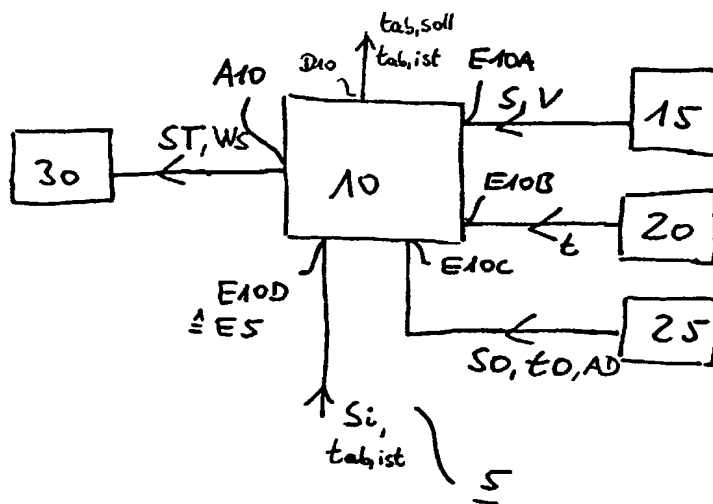 tab,soll
tab,ist
D10
A10
E10A
S, V
15
ST, WS
30
10
E10B
t
20
E10D
≙ E5
E10C
S0, t0, AD
25
Si,
tab,ist
5